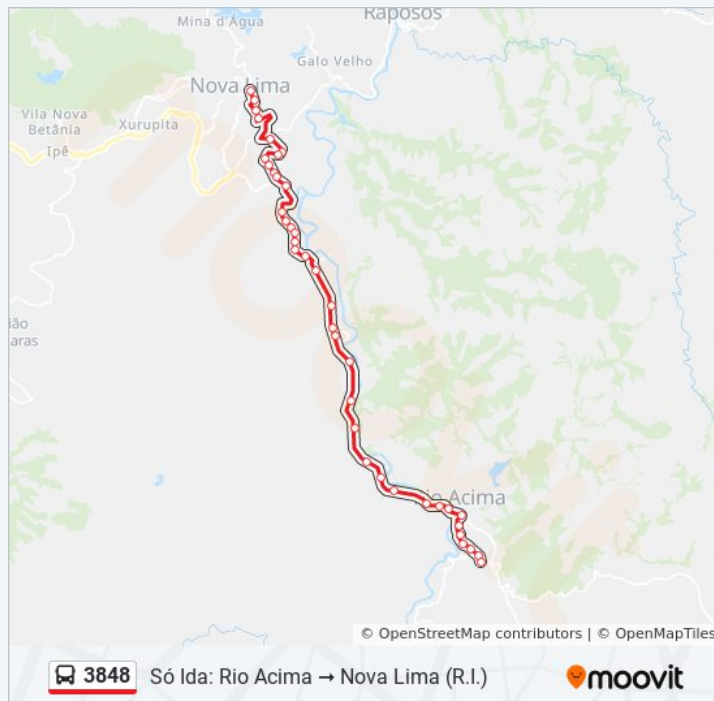 Raposos
Mina d'Água
Galo Velho
Nova Lima
Vila Nova
Betânia
Xurupita
Ipê
ião
aras
io Acima
© OpenStreetMap contributors | © OpenMapTiles
3848 Só Ida: Rio Acima → Nova Lima (R.I.) moovit